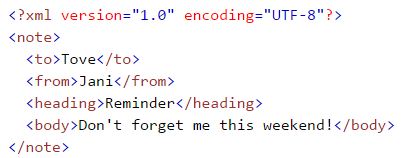 <?xml version="1.0" encoding="UTF-8"?>
<note>
  <to>Tove</to>
  <from>Jani</from>
  <heading>Reminder</heading>
  <body>Don't forget me this weekend!</body>
</note>